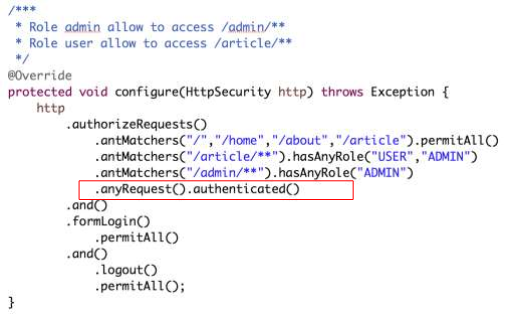 /***
 * Role admin allow to access /admin/**
 * Role user allow to access /article/**
 */
@Override
protected void configure(HttpSecurity http) throws Exception {
    http
        .authorizeRequests()
            .antMatchers("/","/home","/about","/article").permitAll()
            .antMatchers("/article/**").hasAnyRole("USER","ADMIN")
            .antMatchers("/admin/**").hasAnyRole("ADMIN")
            .anyRequest().authenticated()
        .and()
        .formLogin()
            .permitAll()
        .and()
            .logout()
            .permitAll();
}